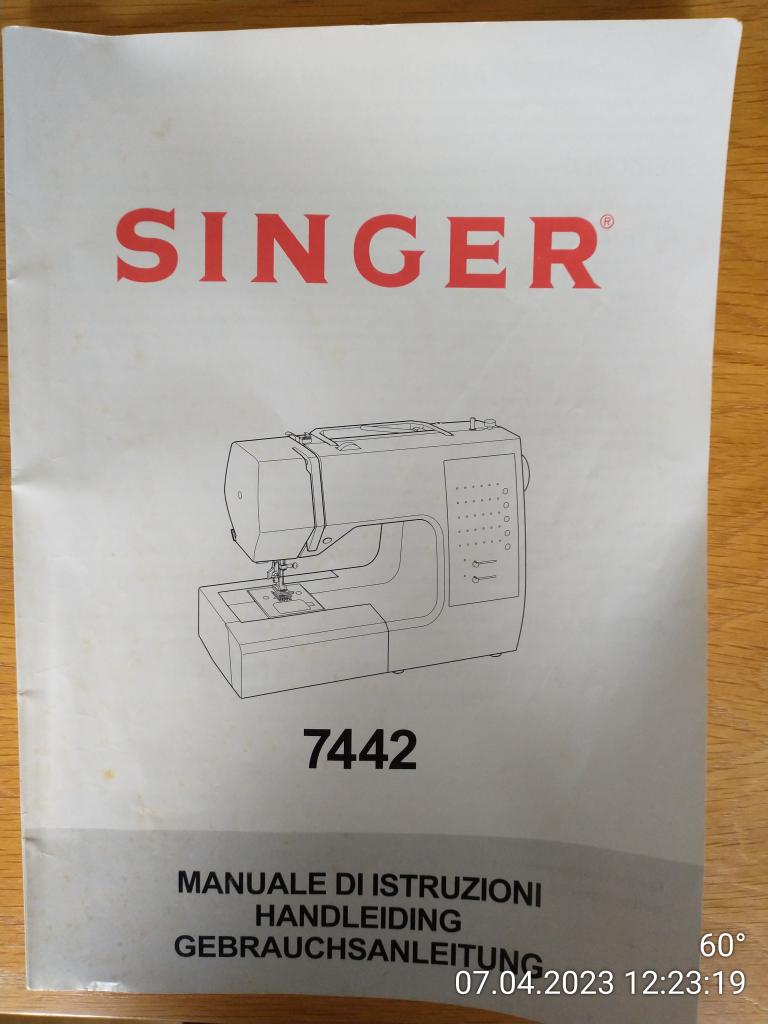 SINGER®
7442
MANUALE DI ISTRUZIONI
HANDLEIDING
GEBRAUCHSANLEITUNG
60°
07.04.2023 12:23:19